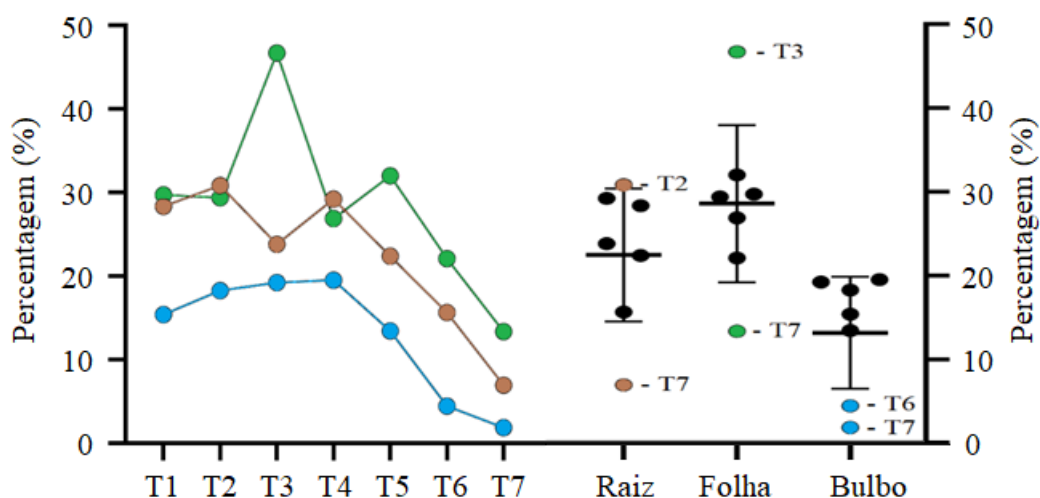 Percentagem (%)
50
40
30
20
10
0
T1 T2 T3 T4 T5 T6 T7
- T3
- T2
- T7
- T7
- T6
- T7
Raiz Folha Bulbo
50
40
30
20
10
0
Percentagem (%)